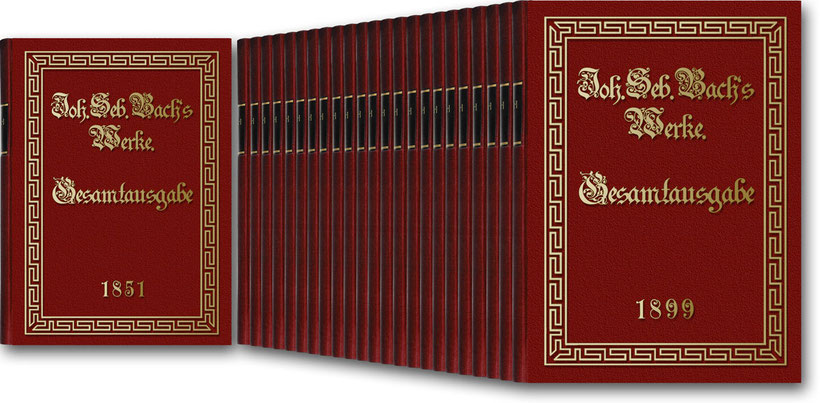 Joh. Seb. Bach's
Werke.
Gesamtausgabe
1851
Joh. Seb. Bach's
Werke.
Gesamtausgabe
1899